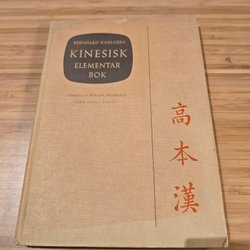 BERNHARD KARLGREN
KINESISK
ELEMENTAR
BOK
高
本
漢